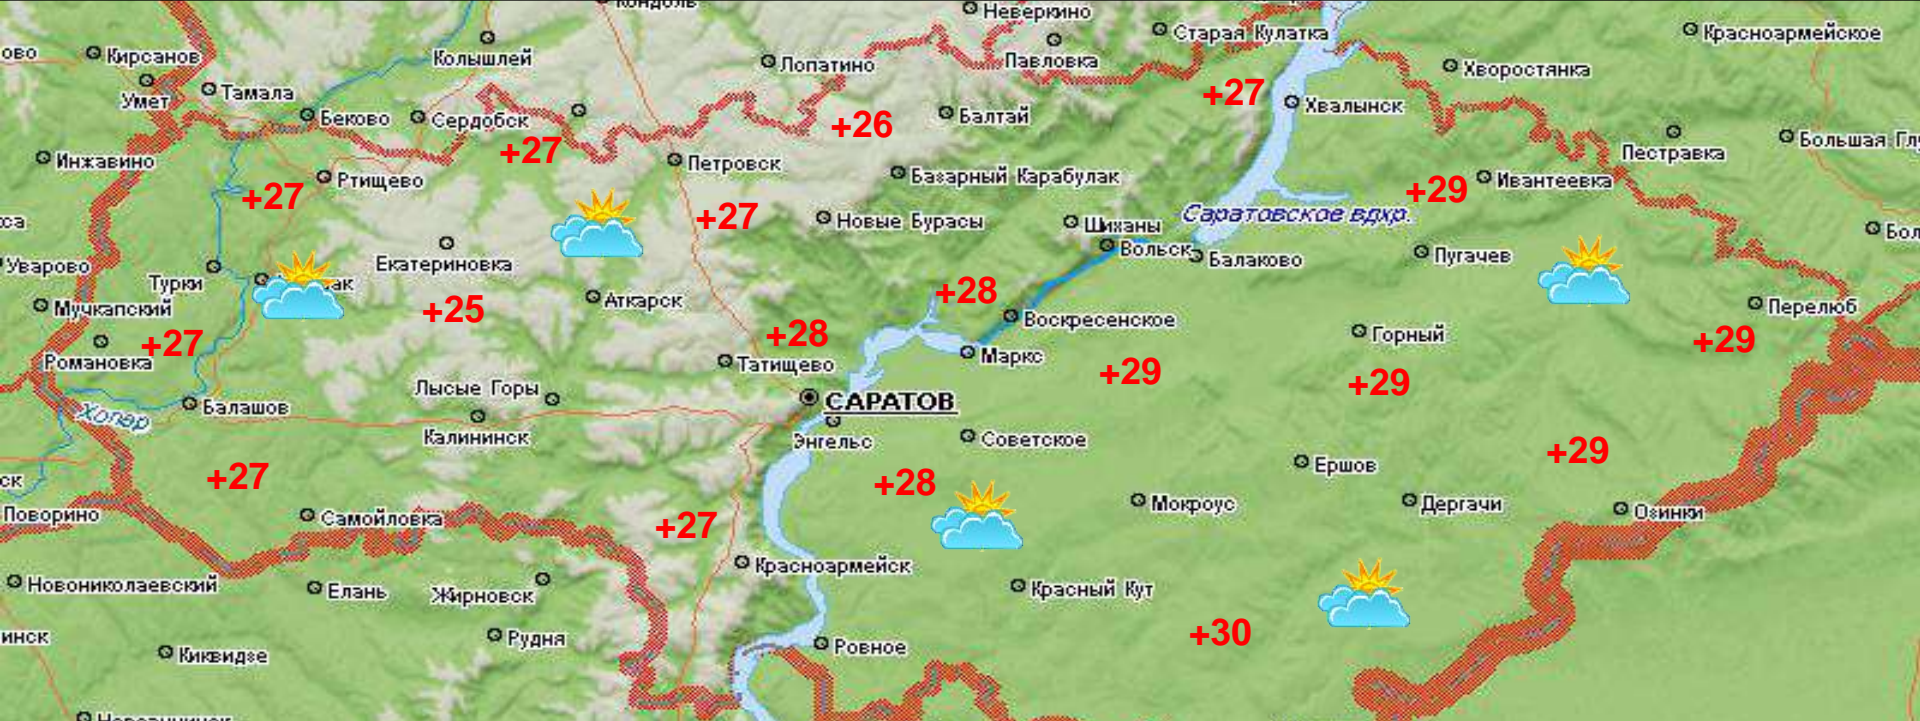 Неверкино
Старая Кулатка
Красноармейское
Кирсанов
Колышлей
Лопатино
Павловка
Хворостянка
Умет
Тамала
+27
Хвалынск
Беково
Сердобск
+26
Балтай
Пестравка
Большая
Инжавино
+27
Петровск
Ртищево
Базарный Карабулак
+29
Ивантеевка
+27
+27
Новые Бурасы
Шиханы
Саратовское вдхр.
Вольск
Балаково
Пугачев
Уварово
Екатериновка
Турки
Аткарск
+28
Перелюб
Мучкапский
+25
Воскресенское
Горный
+28
+27
Маркс
+29
Романовка
Татищево
+29
+29
Лысые Горы
Балашов
САРАТОВ
Хопер
Калининск
Энгельс
Советское
+29
Ершов
+27
+28
Мокроус
Дергачи
Озинки
Поворино
Самойловка
+27
Красноармейск
Новониколаевский
Елань
Жирновск
Красный Кут
Рудня
+30
Киквидзе
Ровное